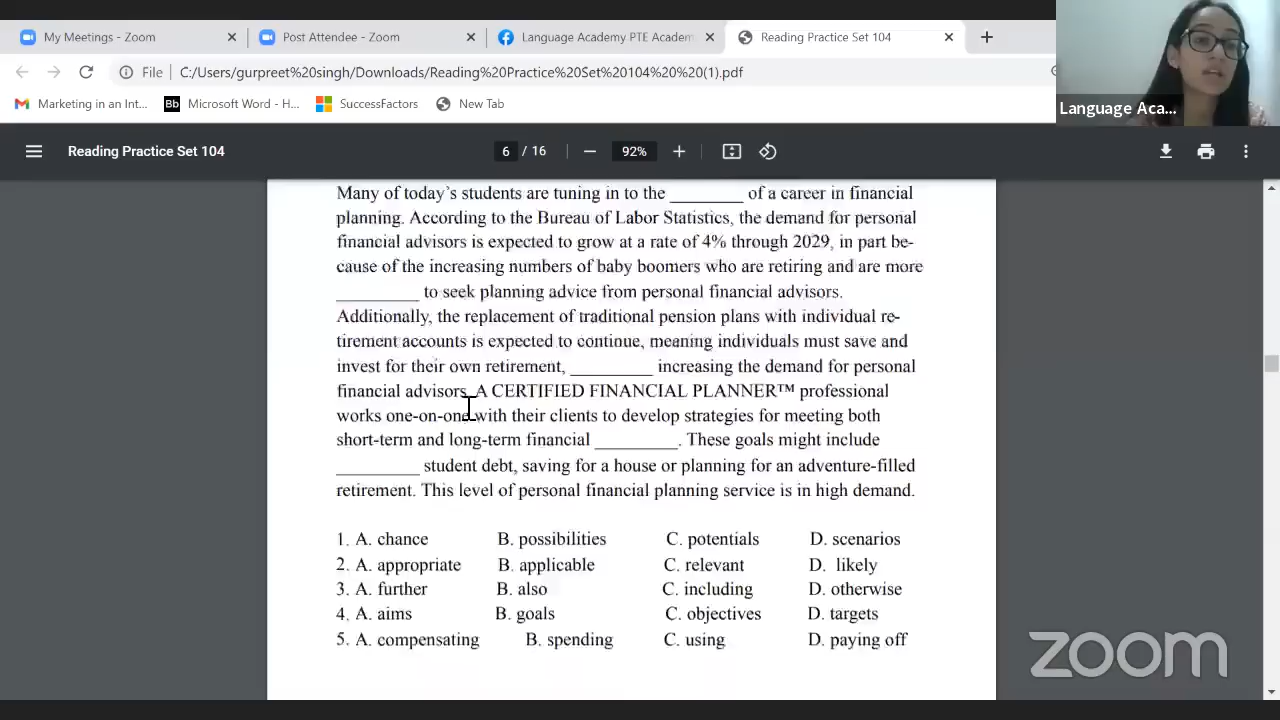 My Meetings - Zoom
Post Attendee - Zoom
Language Academy PTE Academ
Reading Practice Set 104
File C:/Users/gurpreet%20singh/Downloads/Reading%20Practice%20Set%20104%20%20(1).pdf
Marketing in an Int...
Bb Microsoft Word - H...
SuccessFactors
New Tab
Language Aca...
Reading Practice Set 104
6 / 16
92%
Many of today's students are tuning in to the ________ of a career in financial
planning. According to the Bureau of Labor Statistics, the demand for personal
financial advisors is expected to grow at a rate of 4% through 2029, in part be-
cause of the increasing numbers of baby boomers who are retiring and are more
_________ to seek planning advice from personal financial advisors.
Additionally, the replacement of traditional pension plans with individual re-
tirement accounts is expected to continue, meaning individuals must save and
invest for their own retirement, _________ increasing the demand for personal
financial advisors. A CERTIFIED FINANCIAL PLANNER™ professional
works one-on-one with their clients to develop strategies for meeting both
short-term and long-term financial _________. These goals might include
_________ student debt, saving for a house or planning for an adventure-filled
retirement. This level of personal financial planning service is in high demand.
1. A. chance B. possibilities C. potentials D. scenarios
2. A. appropriate B. applicable C. relevant D. likely
3. A. further B. also C. including D. otherwise
4. A. aims B. goals C. objectives D. targets
5. A. compensating B. spending C. using D. paying off
zoom